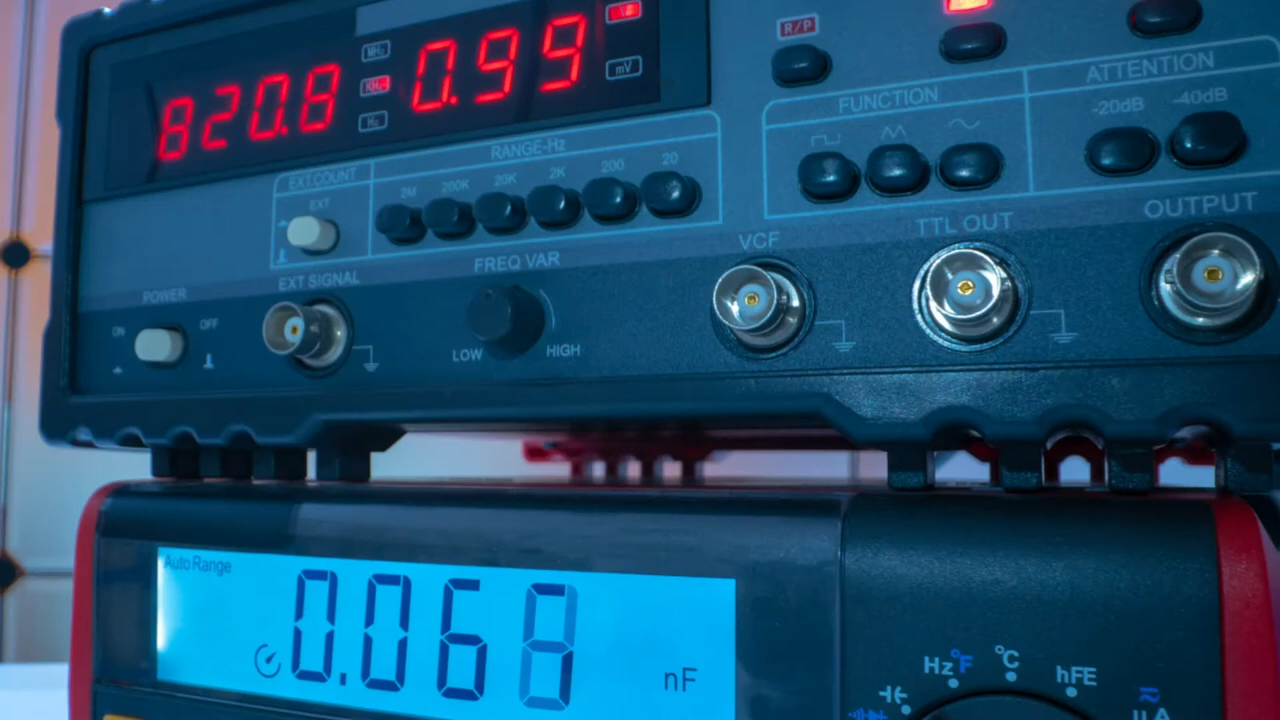 820.8 MHz KHz Hz 0.99 V mV
R/P
FUNCTION ATTENTION
-20dB -40dB
RANGE-Hz
EXT.COUNT
EXT 2M 200K 20K 2K 200 20
VCF TTL OUT OUTPUT
POWER EXT SIGNAL FREQ VAR
ON OFF
LOW HIGH
Auto Range
0.06
nF
Hz °F °C hFE
µA